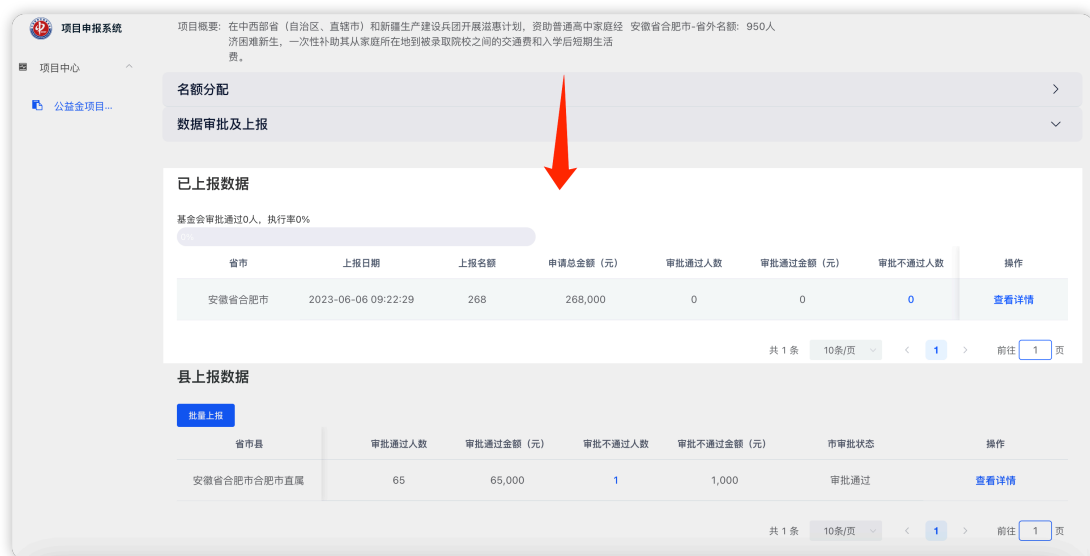 项目申报系统
项目概要: 在中西部省（自治区、直辖市）和新疆生产建设兵团开展滋惠计划，资助普通高中家庭经 安徽省合肥市-省外名额: 950人
济困难新生，一次性补助其从家庭所在地到被录取院校之间的交通费和入学后短期生活
费。
项目中心
公益金项目...
名额分配
数据审批及上报
已上报数据
基金会审批通过0人，执行率0%
0%
省市 上报日期 上报名额 申请总金额（元） 审批通过人数 审批通过金额（元） 审批不通过人数 操作
安徽省合肥市 2023-06-06 09:22:29 268 268,000 0 0 0 查看详情
共 1 条 10条/页 1 前往 1 页
县上报数据
批量上报
省市县 审批通过人数 审批通过金额（元） 审批不通过人数 审批不通过金额（元） 市审批状态 操作
安徽省合肥市合肥市直属 65 65,000 1 1,000 审批通过 查看详情
共 1 条 10条/页 1 前往 1 页